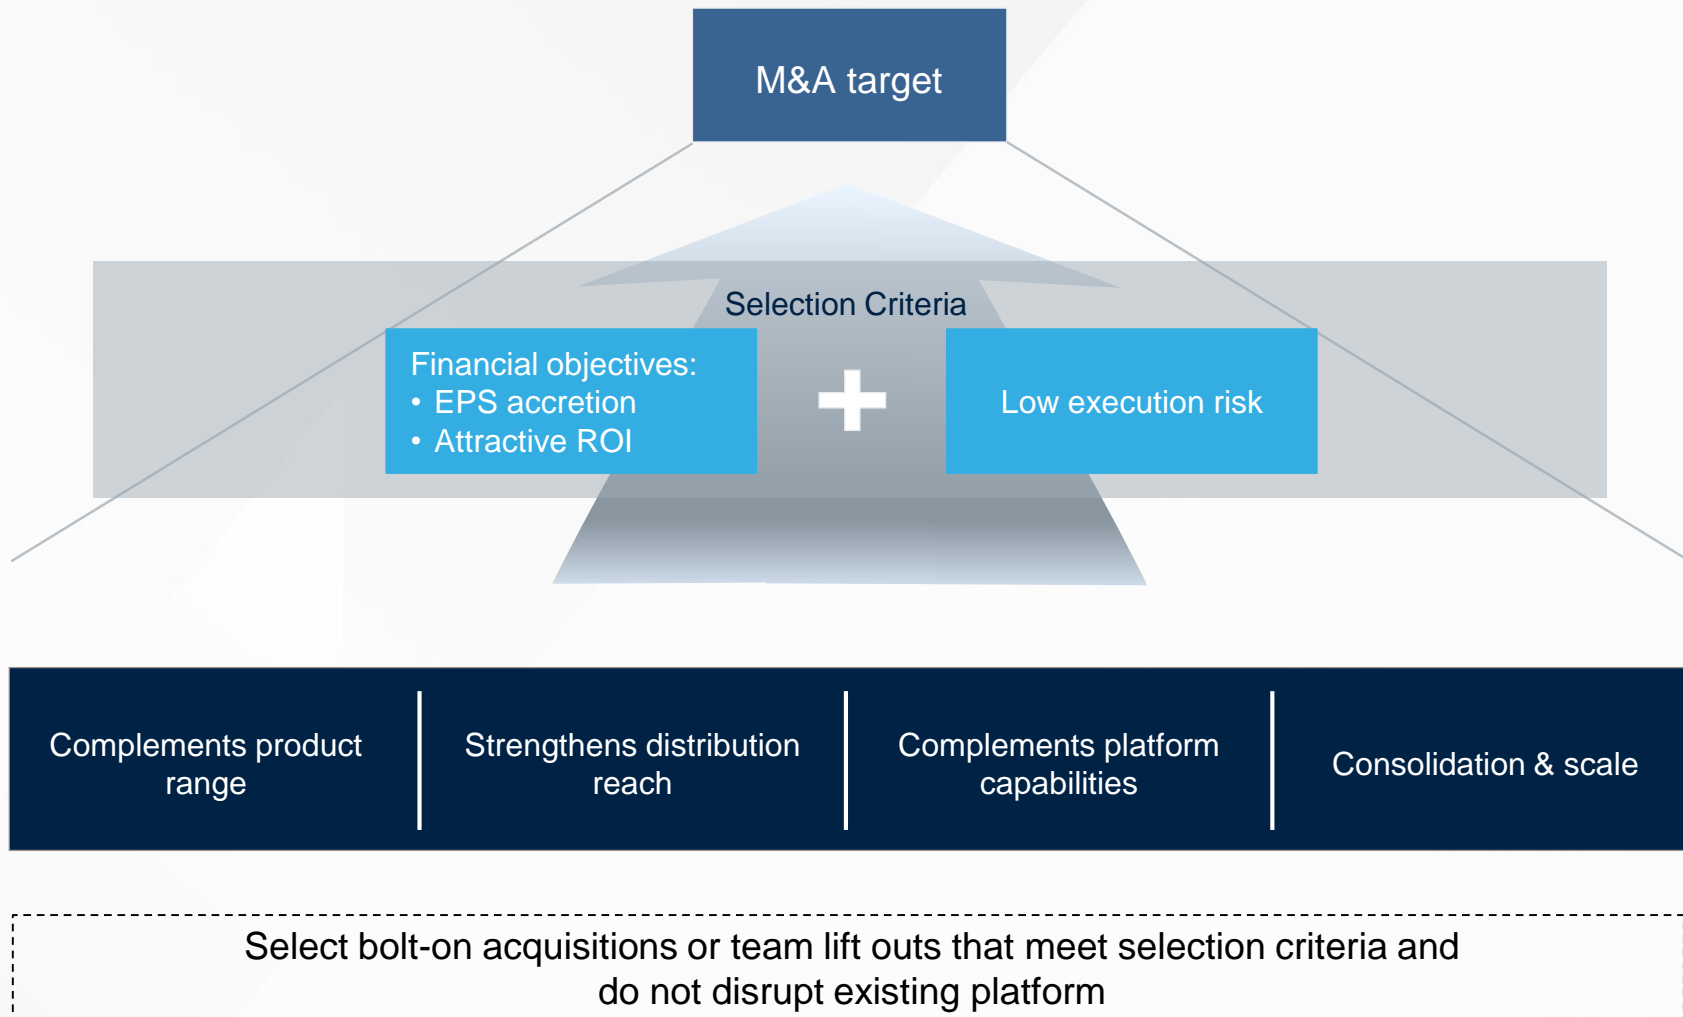 M&A target
Selection Criteria
Financial objectives:
• EPS accretion
• Attractive ROI
Low execution risk
Complements product
range
Strengthens distribution
reach
Complements platform
capabilities
Consolidation & scale
Select bolt-on acquisitions or team lift outs that meet selection criteria and
do not disrupt existing platform